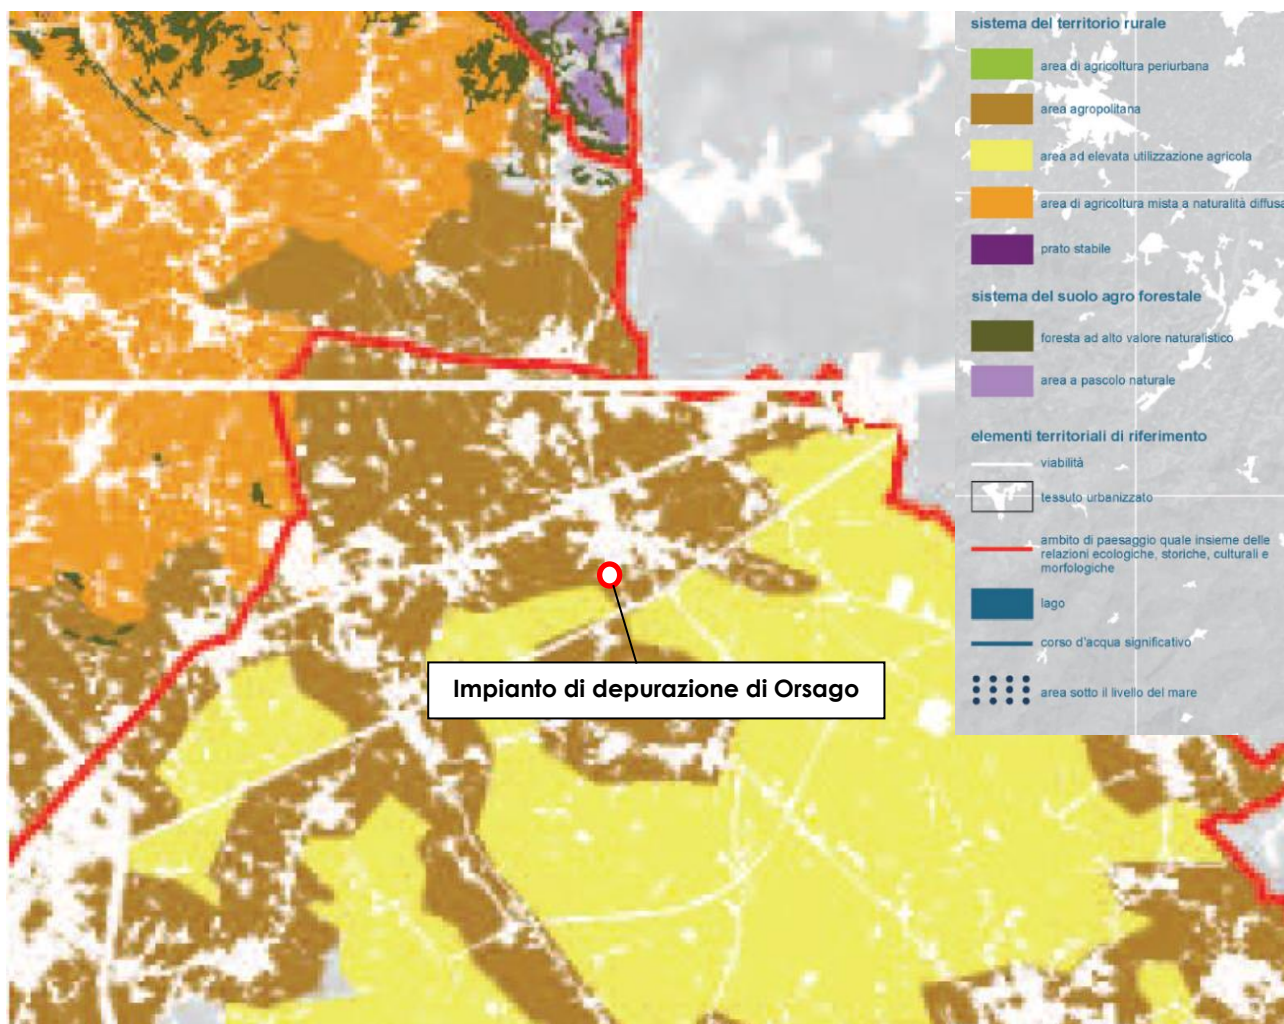 sistema del territorio rurale
area di agricoltura periurbana
area agropolitana
area ad elevata utilizzazione agricola
area di agricoltura mista a naturalità diffusa
prato stabile
sistema del suolo agro forestale
foresta ad alto valore naturalistico
area a pascolo naturale
elementi territoriali di riferimento
viabilità
tessuto urbanizzato
ambito di paesaggio quale insieme delle
relazioni ecologiche, storiche, culturali e
morfologiche
lago
corso d'acqua significativo
area sotto il livello del mare
Impianto di depurazione di Orsago